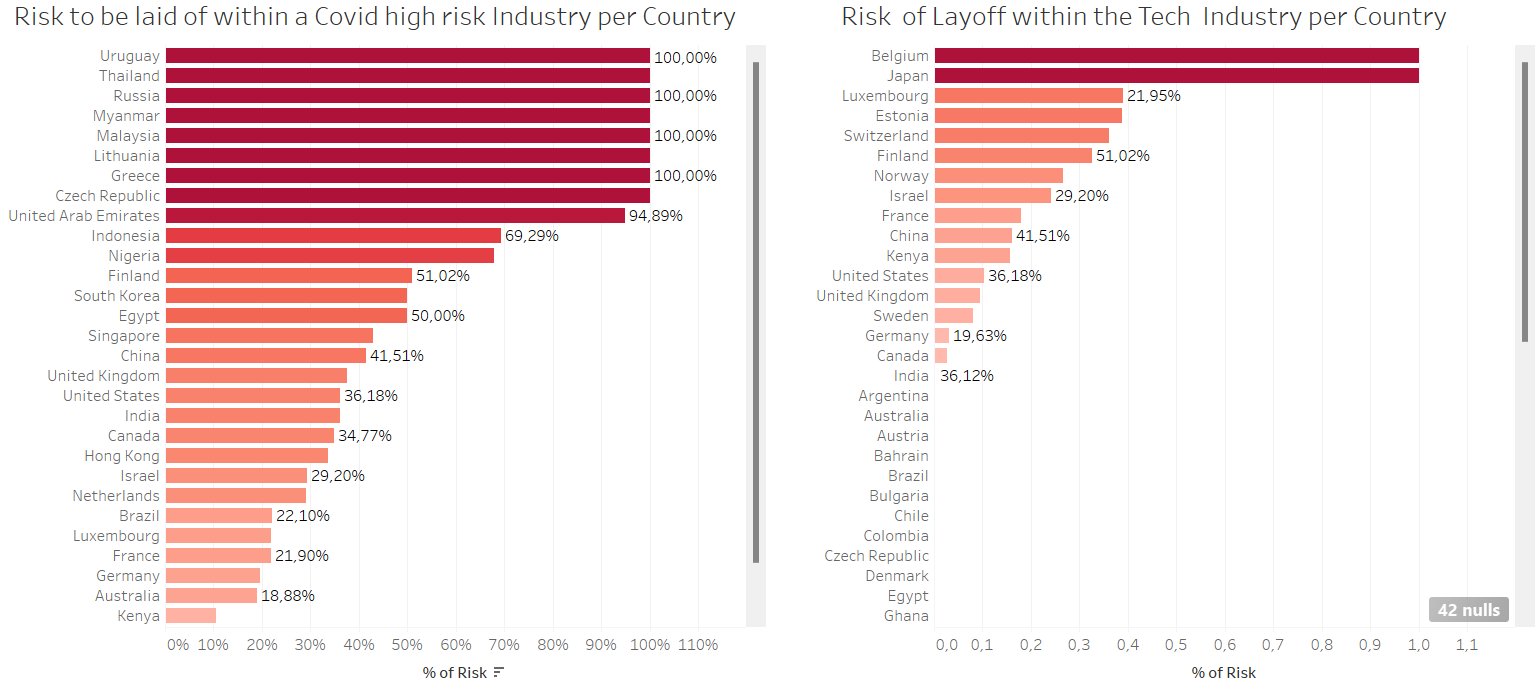 Risk to be laid of within a Covid high risk Industry per Country
Uruguay 100,00%
Thailand
Russia 100,00%
Myanmar
Malaysia 100,00%
Lithuania
Greece 100,00%
Czech Republic
United Arab Emirates 94,89%
Indonesia 69,29%
Nigeria
Finland 51,02%
South Korea
Egypt 50,00%
Singapore
China 41,51%
United Kingdom
United States 36,18%
India
Canada 34,77%
Hong Kong
Israel 29,20%
Netherlands
Brazil 22,10%
Luxembourg
France 21,90%
Germany
Australia 18,88%
Kenya
0% 10% 20% 30% 40% 50% 60% 70% 80% 90% 100% 110%
% of Risk
Risk of Layoff within the Tech Industry per Country
Belgium
Japan
Luxembourg 21,95%
Estonia
Switzerland
Finland 51,02%
Norway
Israel 29,20%
France
China 41,51%
Kenya
United States 36,18%
United Kingdom
Sweden
Germany 19,63%
Canada
India 36,12%
Argentina
Australia
Austria
Bahrain
Brazil
Bulgaria
Chile
Colombia
Czech Republic
Denmark
Egypt
Ghana
42 nulls
0,0 0,1 0,2 0,3 0,4 0,5 0,6 0,7 0,8 0,9 1,0 1,1
% of Risk